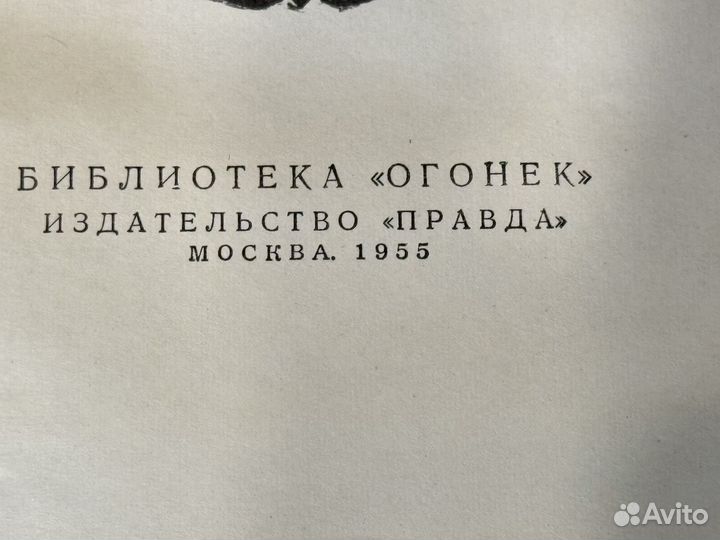 БИБЛИОТЕКА «ОГОНЕК»
ИЗДАТЕЛЬСТВО «ПРАВДА»
МОСКВА. 1955
Avito